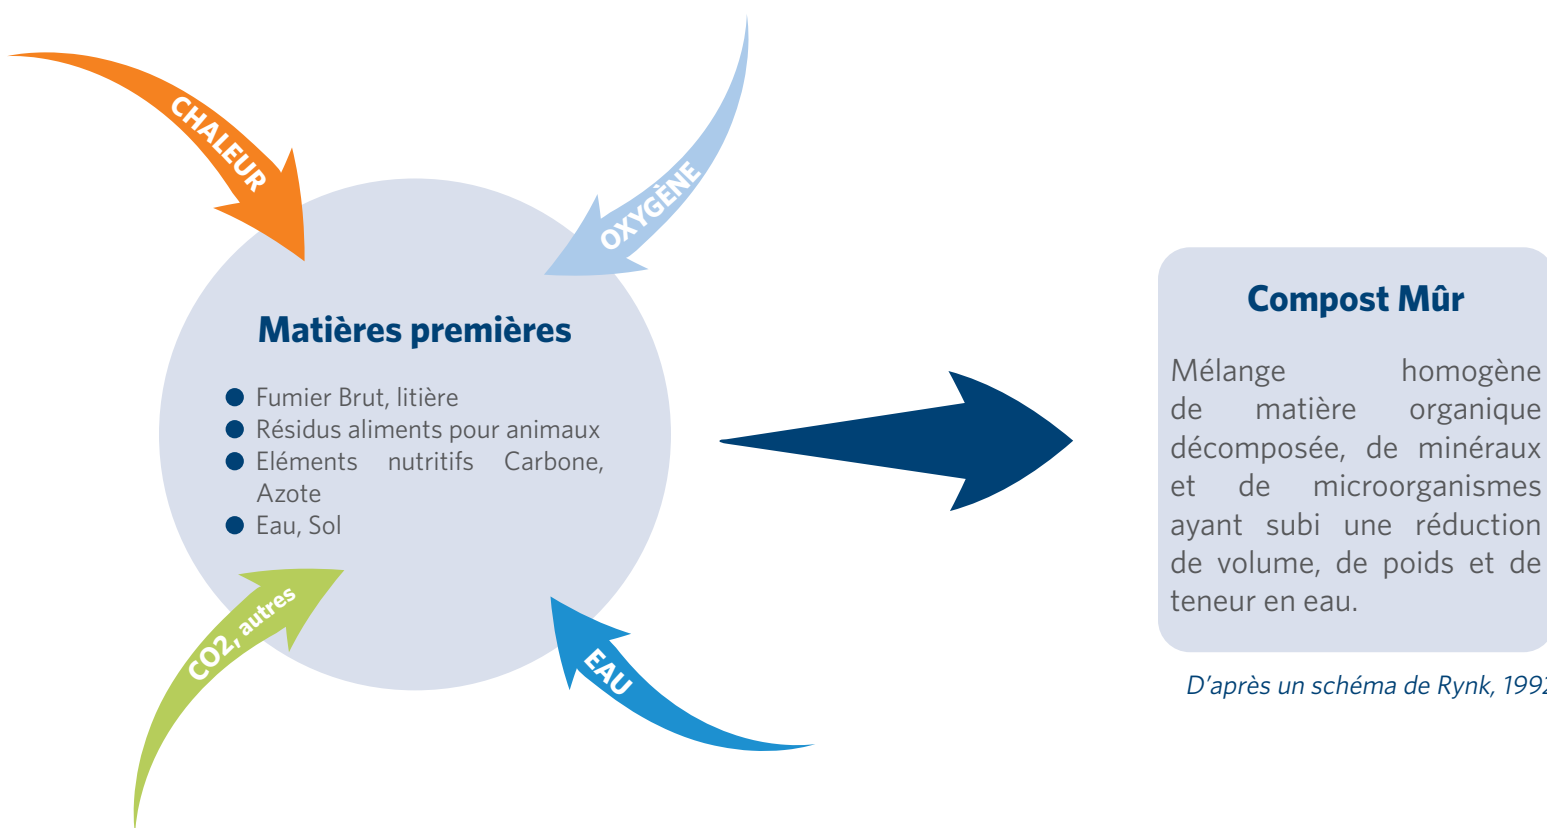 CHALEUR
OXYGÈNE
Matières premières
● Fumier Brut, litière
● Résidus aliments pour animaux
● Eléments nutritifs Carbone,
Azote
● Eau, Sol
CO2, autres
EAU
Compost Mûr
Mélange homogène
de matière organique
décomposée, de minéraux
et de microorganismes
ayant subi une réduction
de volume, de poids et de
teneur en eau.
D'après un schéma de Rynk, 1992